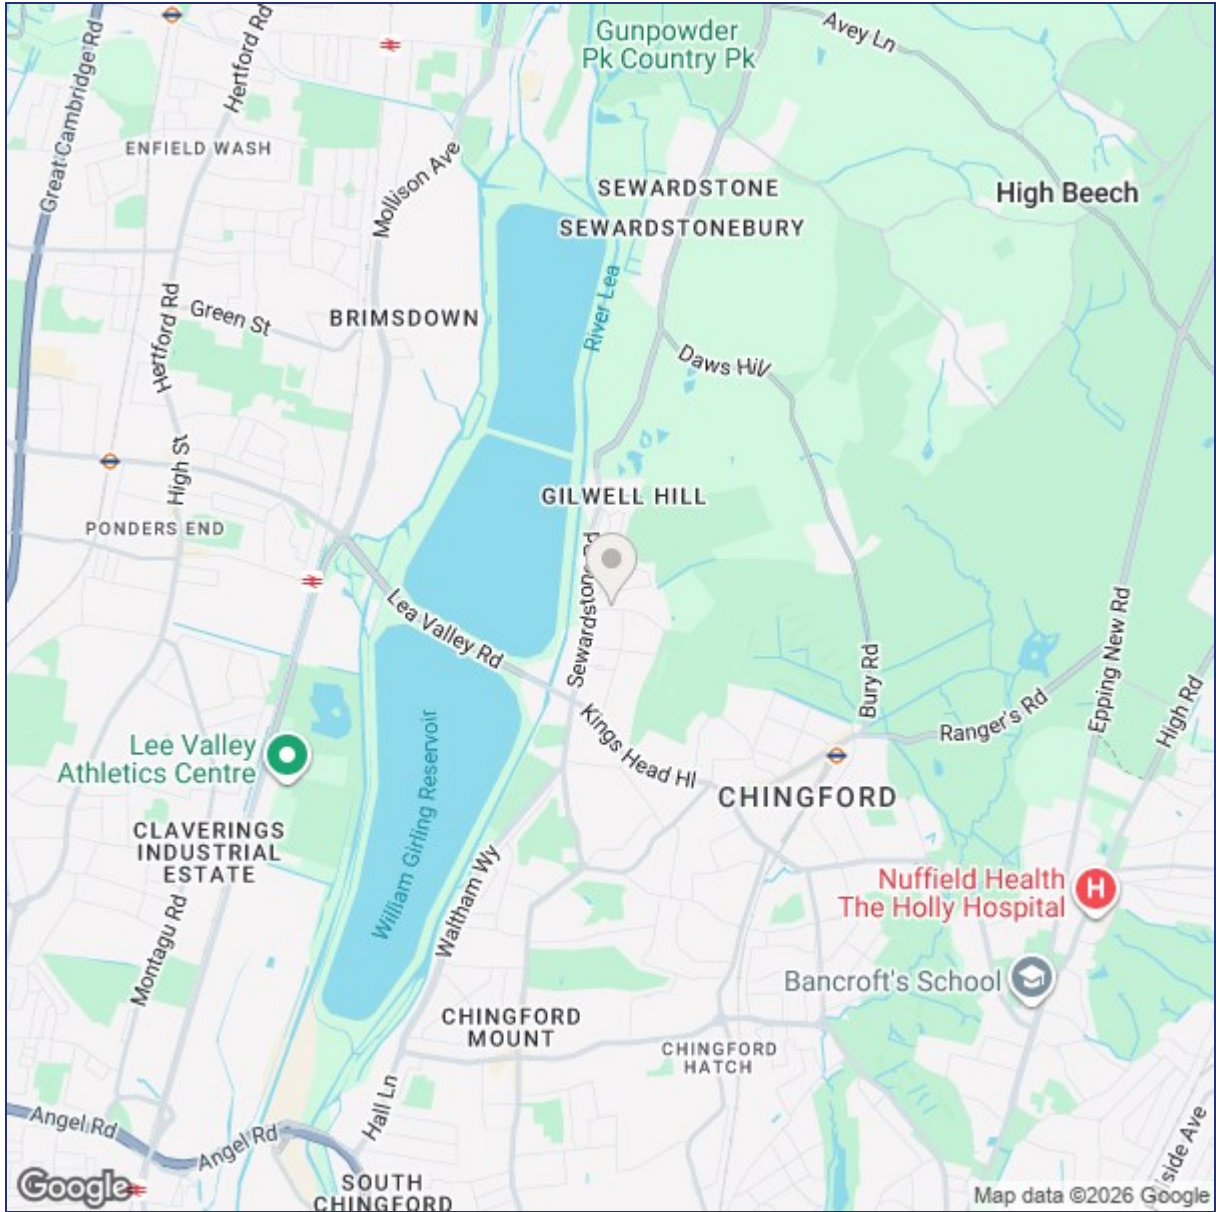 Gunpowder
Pk Country Pk
Avey Ln
Great Cambridge Rd
Hertford Rd
ENFIELD WASH
Mollison Ave
SEWARDSTONE
SEWARDSTONEBURY
High Beech
River Lea
Hertford Rd
Green St
BRIMSDOWN
Daws Hil
High St
GILWELL HILL
PONDERS END
Sewardstone
Lea Valley Rd
Epping New Rd
Bury Rd
High Rd
Ranger's Rd
Kings Head Hl
William Girling Reservoir
Lee Valley
Athletics Centre
CHINGFORD
CLAVERINGS
INDUSTRIAL
ESTATE
Waltham Wy
Nuffield Health
The Holly Hospital
H
Montagu Rd
Bancroft's School
CHINGFORD
MOUNT
CHINGFORD
HATCH
Hall Ln
Angel Rd
Angel Rd
side Ave
SOUTH
CHINGFORD
Google
Map data ©2026 Google